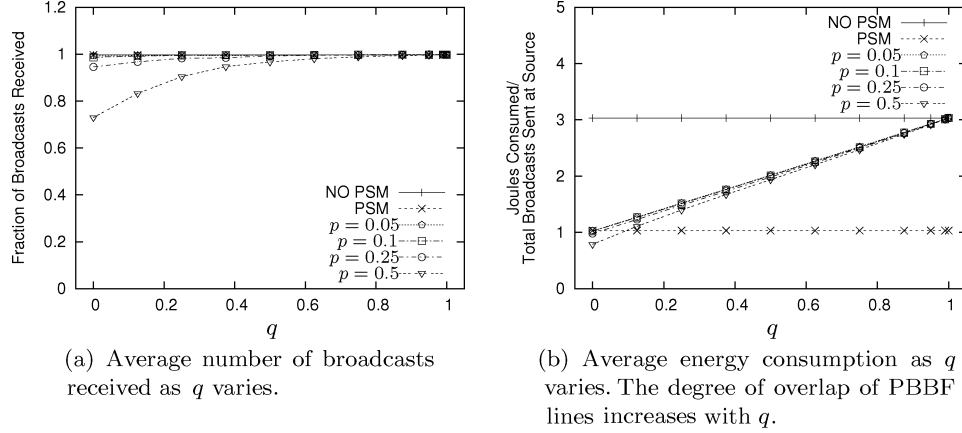 Fraction of Broadcasts Received
1.2
1
0.8
0.6
0.4
0.2
0
0
0.2
0.4
0.6
0.8
1
q
NO PSM
PSM
p = 0.05
p = 0.1
p = 0.25
p = 0.5
(a) Average number of broadcasts
received as q varies.
Joules Consumed/
Total Broadcasts Sent at Source
5
4
3
2
1
0
0
0.2
0.4
0.6
0.8
1
q
NO PSM
PSM
p = 0.05
p = 0.1
p = 0.25
p = 0.5
(b) Average energy consumption as q
varies. The degree of overlap of PBBF
lines increases with q.